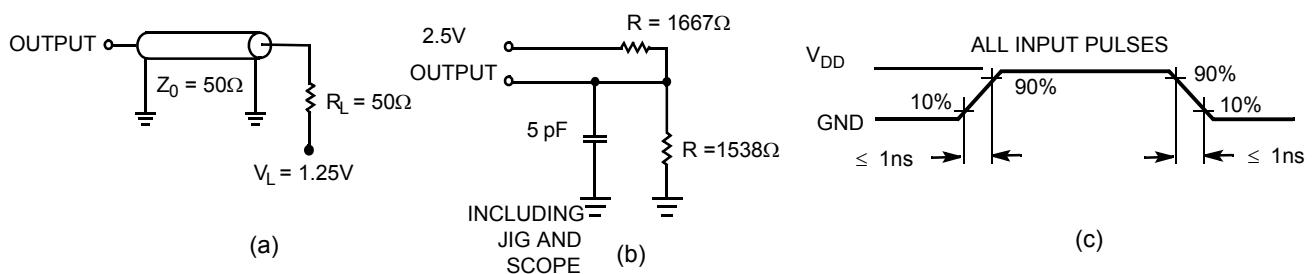 OUTPUT
Z0 = 50Ω
RL = 50Ω
VL = 1.25V
(a)
R = 1667Ω
2.5V
OUTPUT
5 pF
R =1538Ω
INCLUDING
JIG AND
SCOPE
(b)
ALL INPUT PULSES
VDD
90%
90%
10%
10%
GND
≤ 1ns
≤ 1ns
(c)